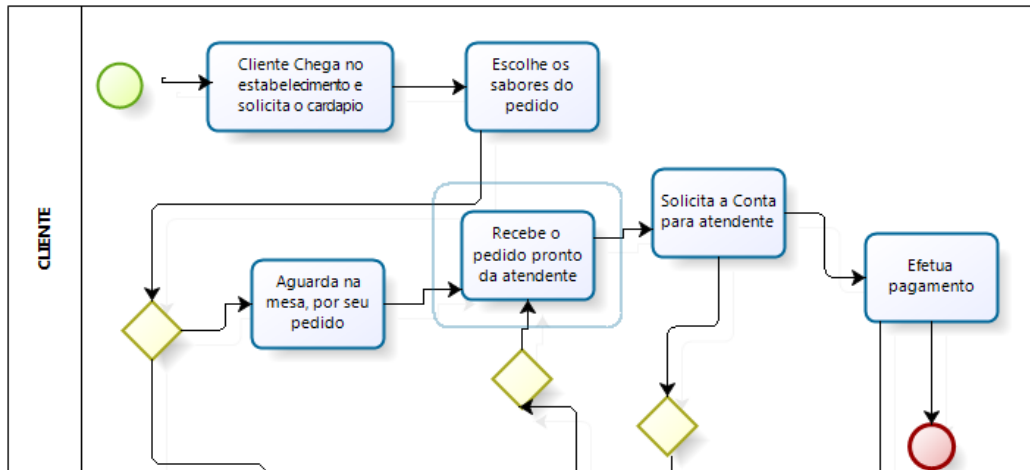 CLIENTE
Cliente Chega no
estabelecimento e
solicita o cardapio
Escolhe os
sabores do
pedido
Aguarda na
mesa, por seu
pedido
Recebe o
pedido pronto
da atendente
Solicita a Conta
para atendente
Efetua
pagamento